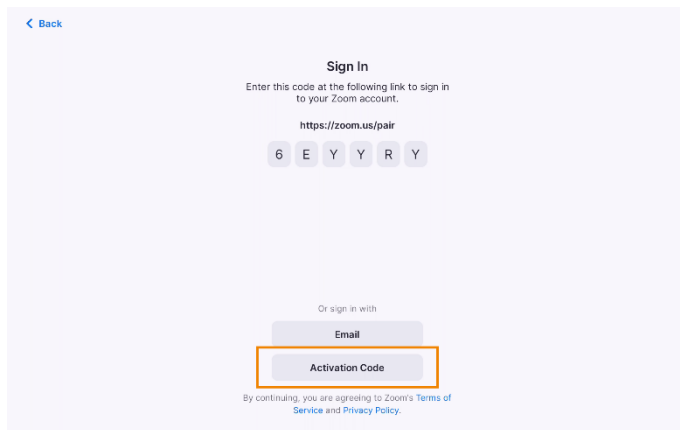 Back
Sign In
Enter this code at the following link to sign in
to your Zoom account.
https://zoom.us/pair
6 E Y Y R Y
Or sign in with
Email
Activation Code
By continuing, you are agreeing to Zoom's Terms of
Service and Privacy Policy.